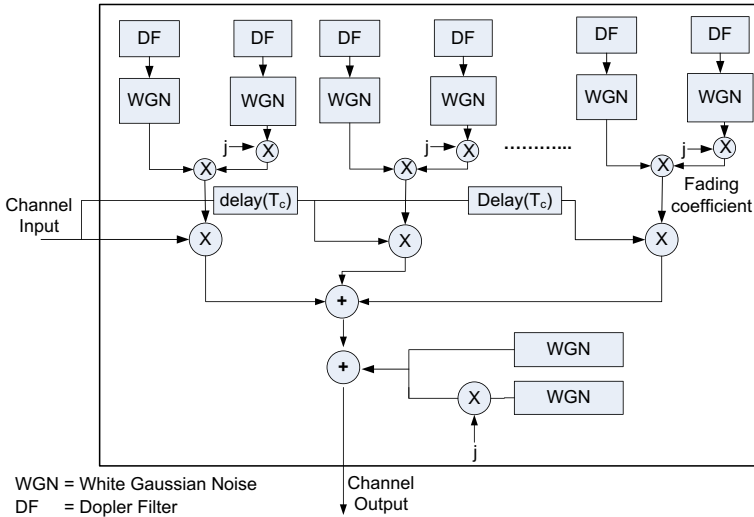 DF DF DF DF DF DF
WGN WGN WGN WGN WGN WGN
j X j X ............ j X
X X X
Fading
coefficient
Channel
Input
delay(Tc) Delay(Tc)
X X X
+
+
WGN
X WGN
j
WGN = White Gaussian Noise
DF = Dopler Filter
Channel
Output